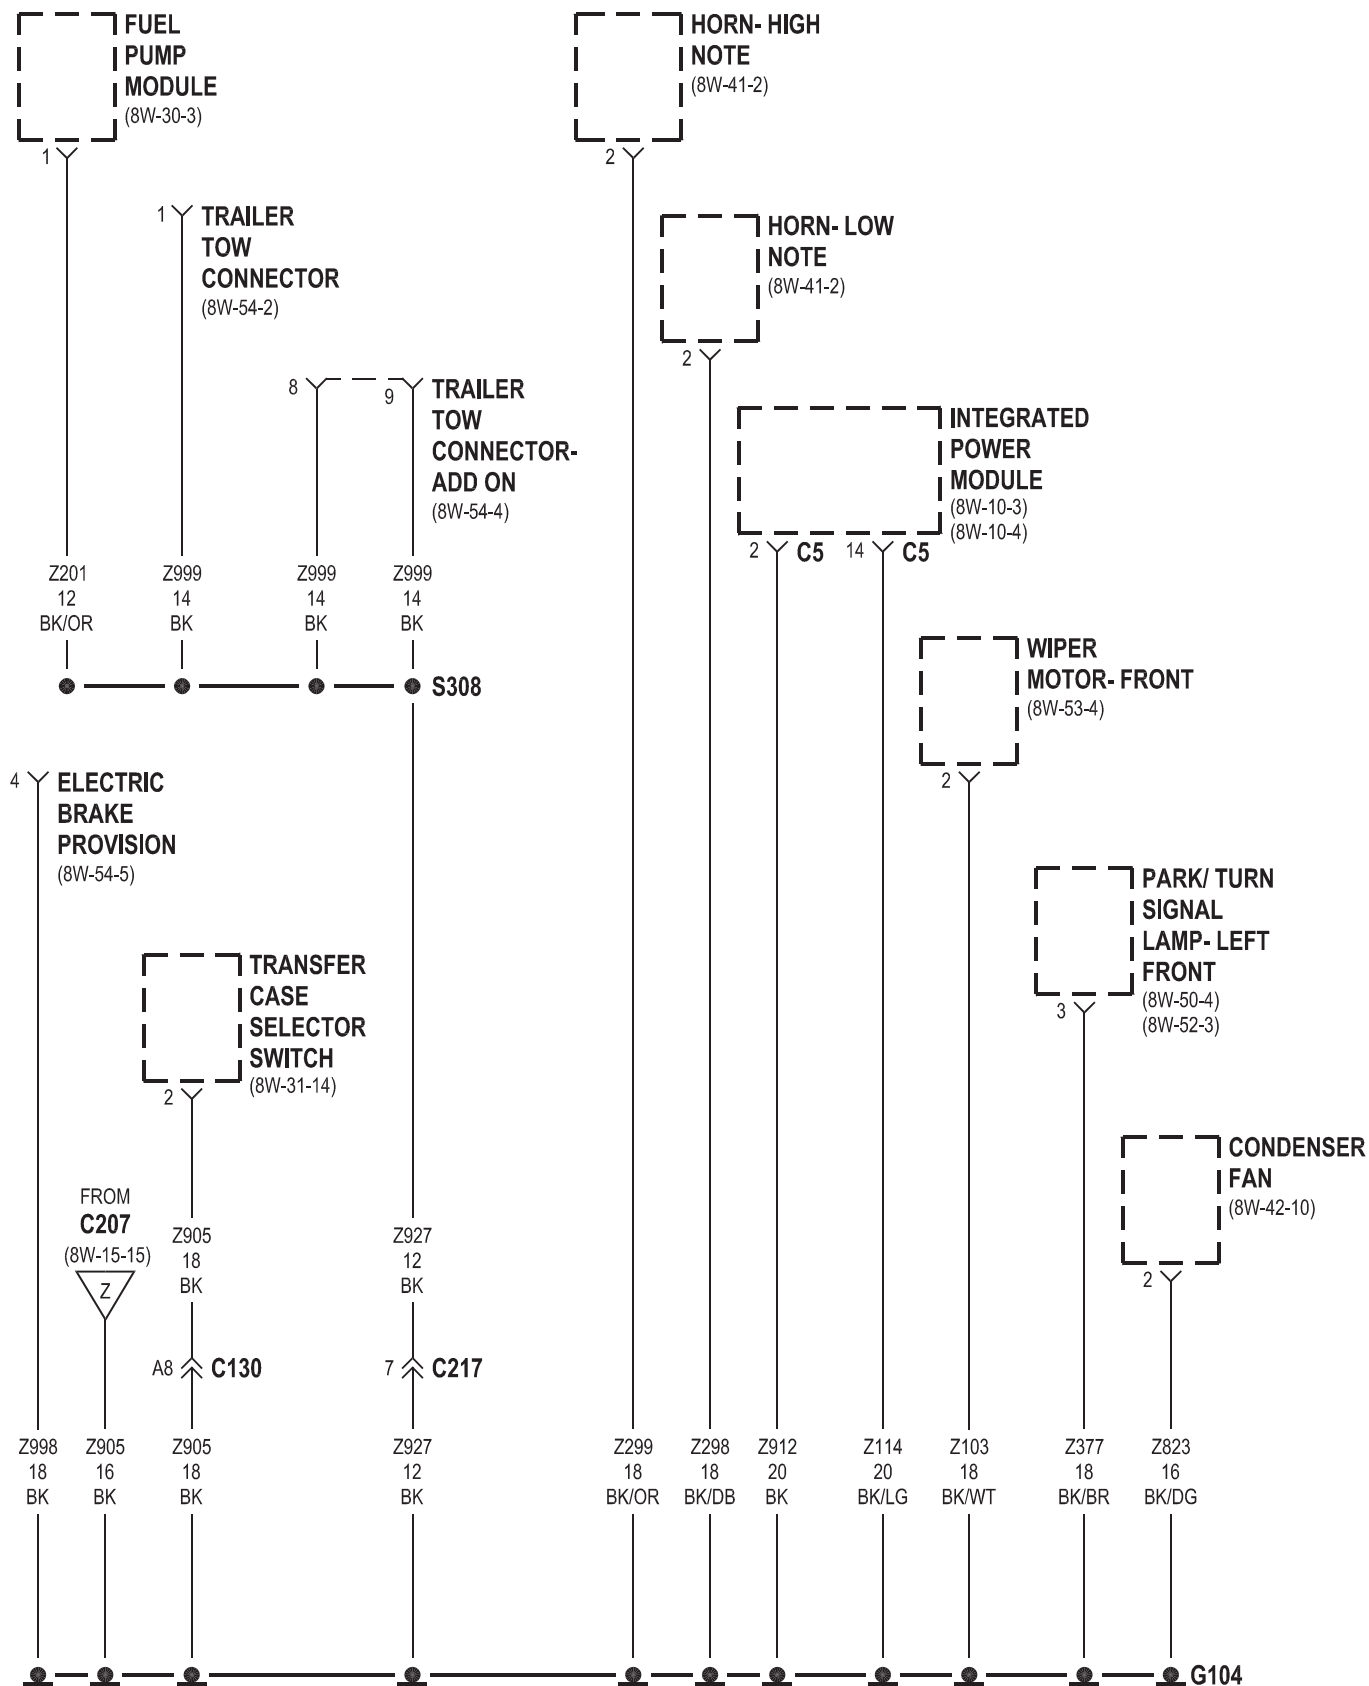 FUEL
PUMP
MODULE
(8W-30-3)
1
HORN- HIGH
NOTE
(8W-41-2)
2
1
TRAILER
TOW
CONNECTOR
(8W-54-2)
HORN- LOW
NOTE
(8W-41-2)
2
8
9
TRAILER
TOW
CONNECTOR-
ADD ON
(8W-54-4)
INTEGRATED
POWER
MODULE
(8W-10-3)
(8W-10-4)
2 C5
14 C5
Z201
12
BK/OR
Z999
14
BK
Z999
14
BK
Z999
14
BK
S308
WIPER
MOTOR- FRONT
(8W-53-4)
2
4
ELECTRIC
BRAKE
PROVISION
(8W-54-5)
PARK/ TURN
SIGNAL
LAMP- LEFT
FRONT
(8W-50-4)
(8W-52-3)
3
TRANSFER
CASE
SELECTOR
SWITCH
(8W-31-14)
2
CONDENSER
FAN
(8W-42-10)
2
FROM
C207
(8W-15-15)
Z
Z905
18
BK
Z927
12
BK
A8 C130
7 C217
Z998
18
BK
Z905
16
BK
Z905
18
BK
Z927
12
BK
Z299
18
BK/OR
Z298
18
BK/DB
Z912
20
BK
Z114
20
BK/LG
Z103
18
BK/WT
Z377
18
BK/BR
Z823
16
BK/DG
G104